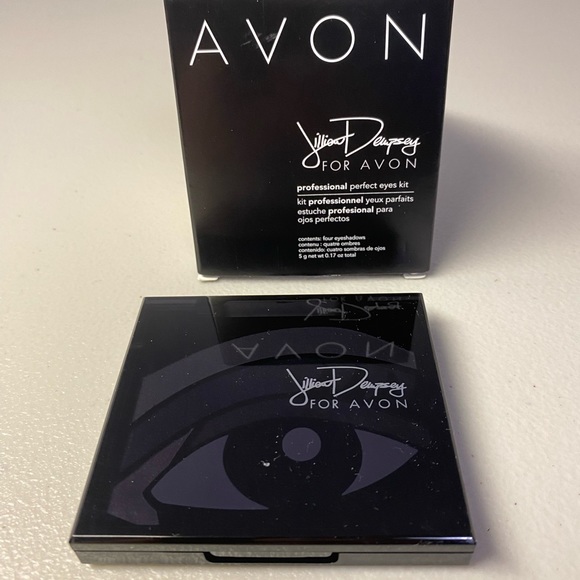 AVON
Jillian Dempsey
FOR AVON
professional perfect eyes kit
kit professionnel yeux parfaits
estuche profesional para
ojos perfectos
contents: four eyeshadows
contenu : quatre ombres
contenido: cuatro sombras de ojos
5 g net wt 0.17 oz total
AVON
Jillian Dempsey
FOR AVON